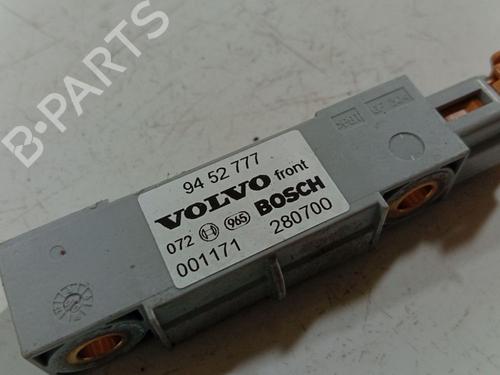 B-PARTS
94 52 777
VOLVO front
072 965 BOSCH
001171 280700